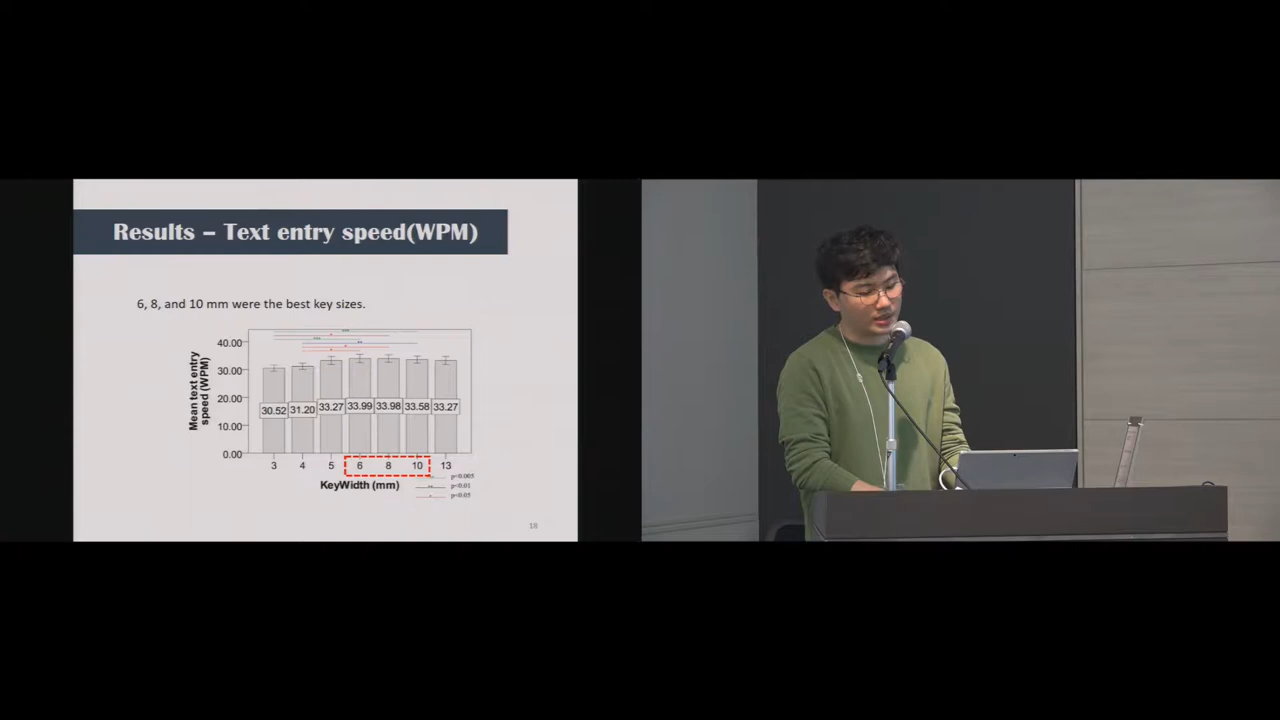 Results – Text entry speed(WPM)
6, 8, and 10 mm were the best key sizes.
40.00
30.00
20.00
10.00
0.00
Mean text entry
speed (WPM)
30.52 31.20 33.27 33.99 33.98 33.58 33.27
3 4 5 6 8 10 13
KeyWidth (mm)
p<0.005
p<0.01
p<0.05
18